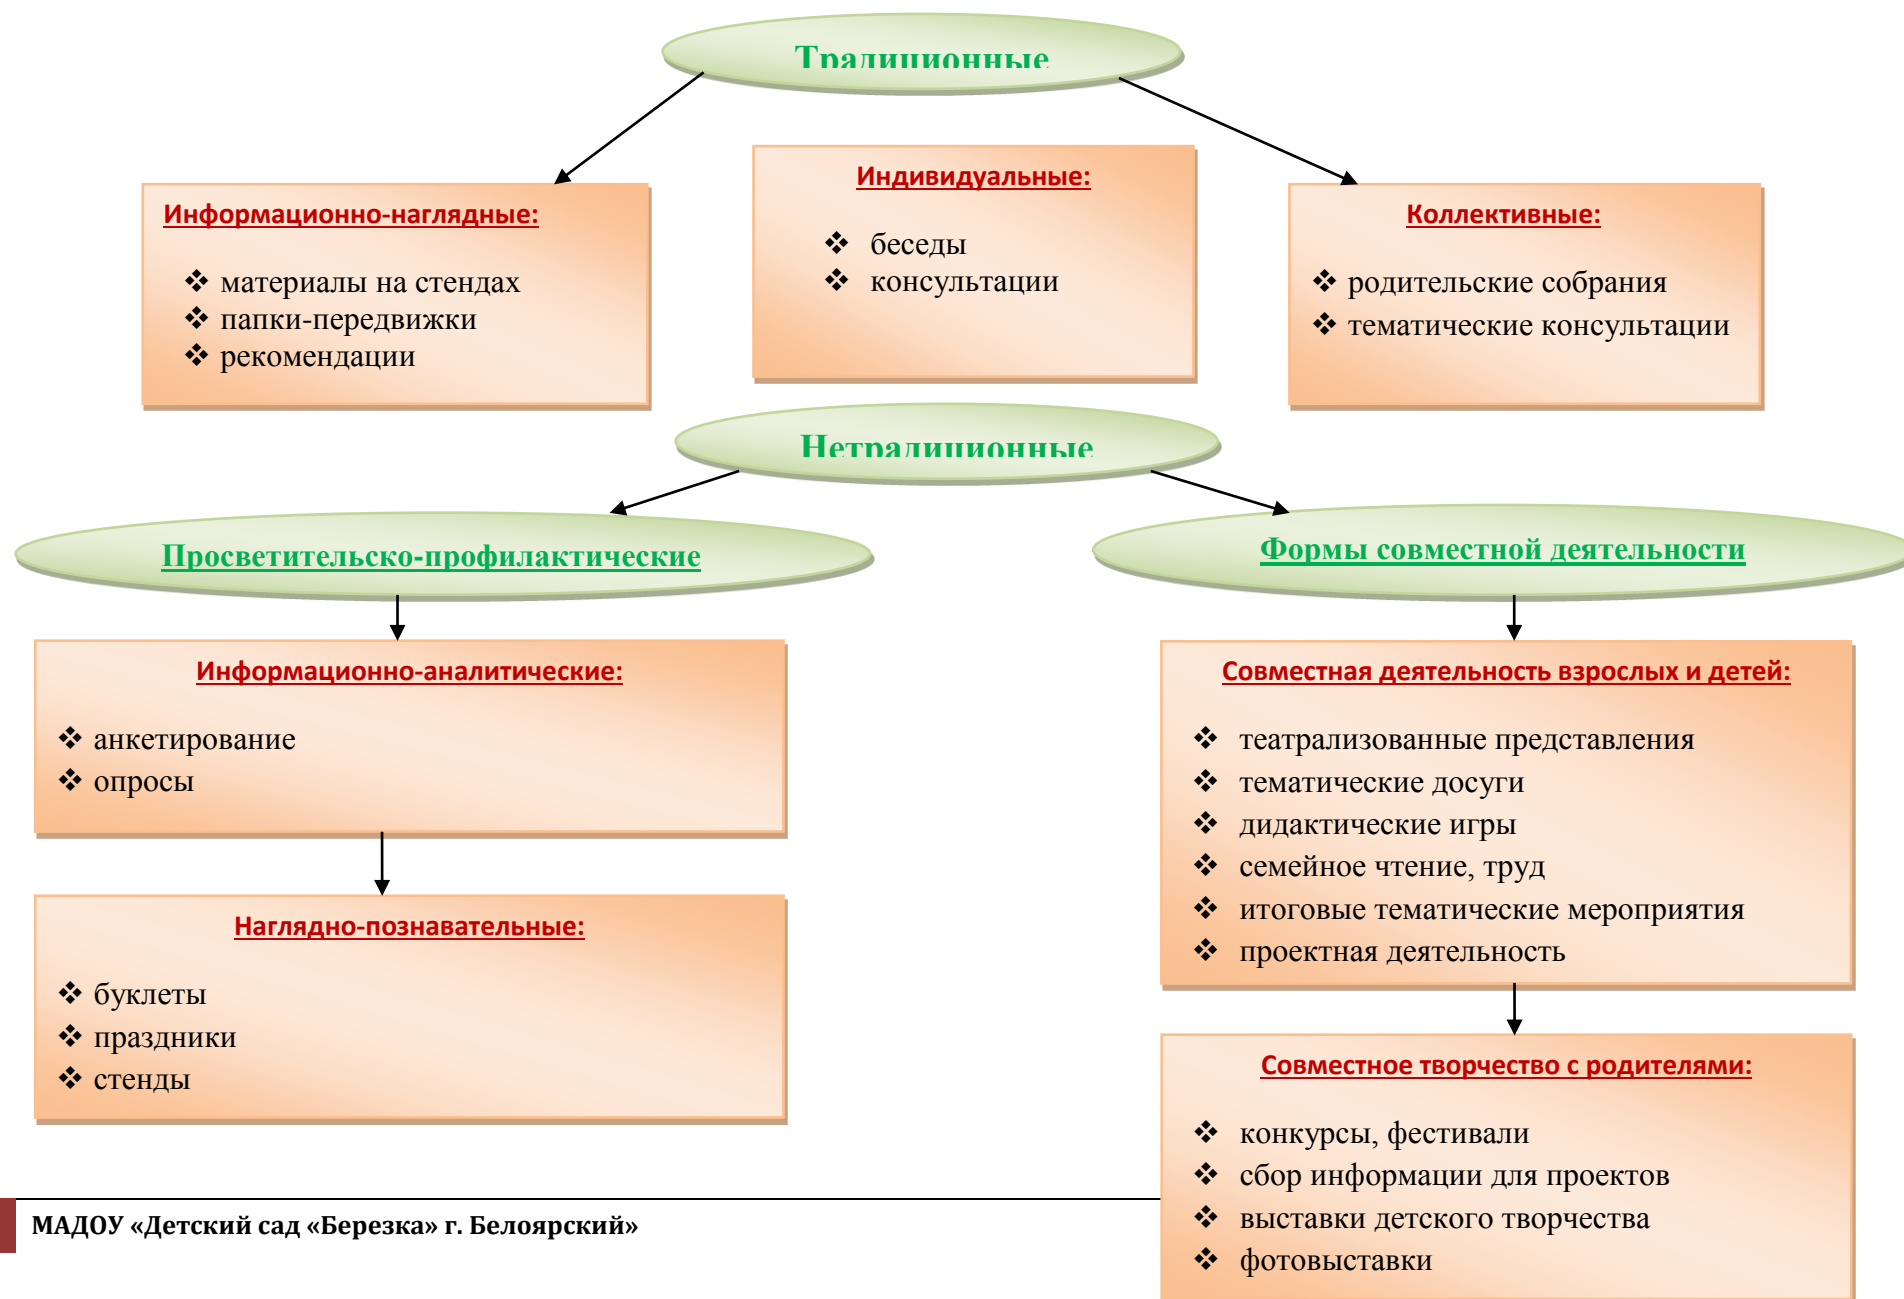 Традиционные
Информационно-наглядные:
❖ материалы на стендах
❖ папки-передвижки
❖ рекомендации
Индивидуальные:
❖ беседы
❖ консультации
Коллективные:
❖ родительские собрания
❖ тематические консультации
Нетрадиционные
Просветительско-профилактические
Информационно-аналитические:
❖ анкетирование
❖ опросы
Наглядно-познавательные:
❖ буклеты
❖ праздники
❖ стенды
Формы совместной деятельности
Совместная деятельность взрослых и детей:
❖ театрализованные представления
❖ тематические досуги
❖ дидактические игры
❖ семейное чтение, труд
❖ итоговые тематические мероприятия
❖ проектная деятельность
Совместное творчество с родителями:
❖ конкурсы, фестивали
❖ сбор информации для проектов
❖ выставки детского творчества
❖ фотовыставки
МАДОУ «Детский сад «Березка» г. Белоярский»